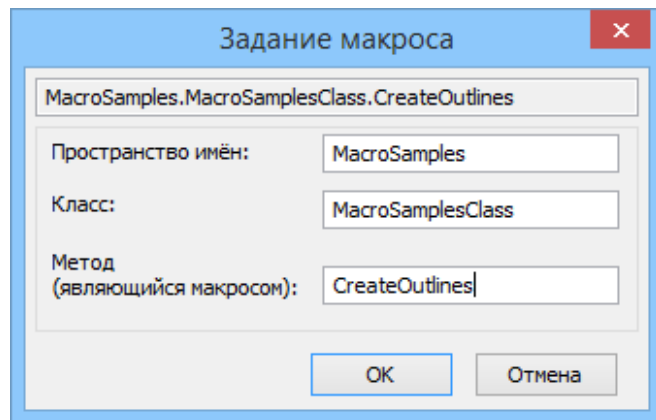 Задание макроса
MacroSamples.MacroSamplesClass.CreateOutlines
Пространство имён: MacroSamples
Класс: MacroSamplesClass
Метод
(являющийся макросом): CreateOutlines
OK Отмена